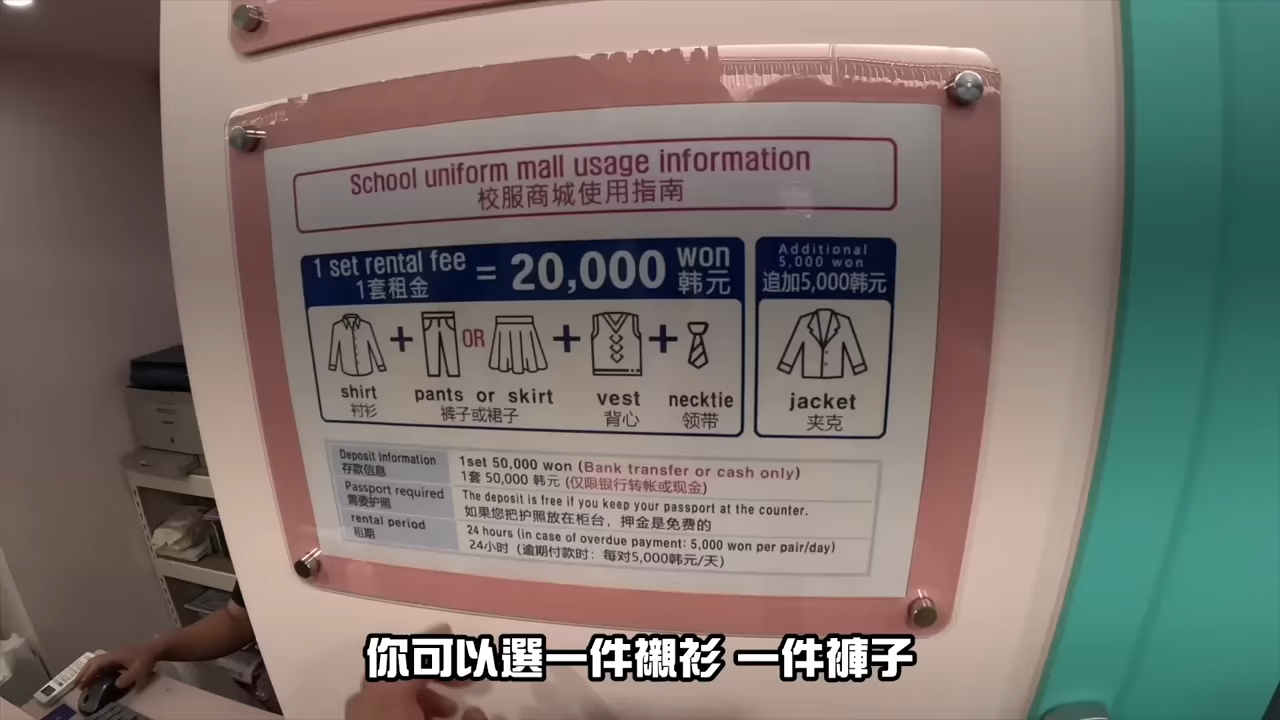 School uniform mall usage information
校服商城使用指南
1 set rental fee = 20,000 won
1套租金 韩元
Additional
5,000 won
追加5,000韩元
+ OR + +
shirt pants or skirt vest necktie
衬衫 裤子或裙子 背心 领带
jacket
夹克
Deposit Information
存款信息
1set 50,000 won (Bank transfer or cash only)
1套 50,000 韩元 (仅限银行转帐或现金)
Passport required
需要护照
The deposit is free if you keep your passport at the counter.
如果您把护照放在柜台，押金是免费的
rental period
租期
24 hours (in case of overdue payment: 5,000 won per pair/day)
24小时（逾期付款时：每对5,000韩元/天）
你可以選一件襯衫 一件褲子